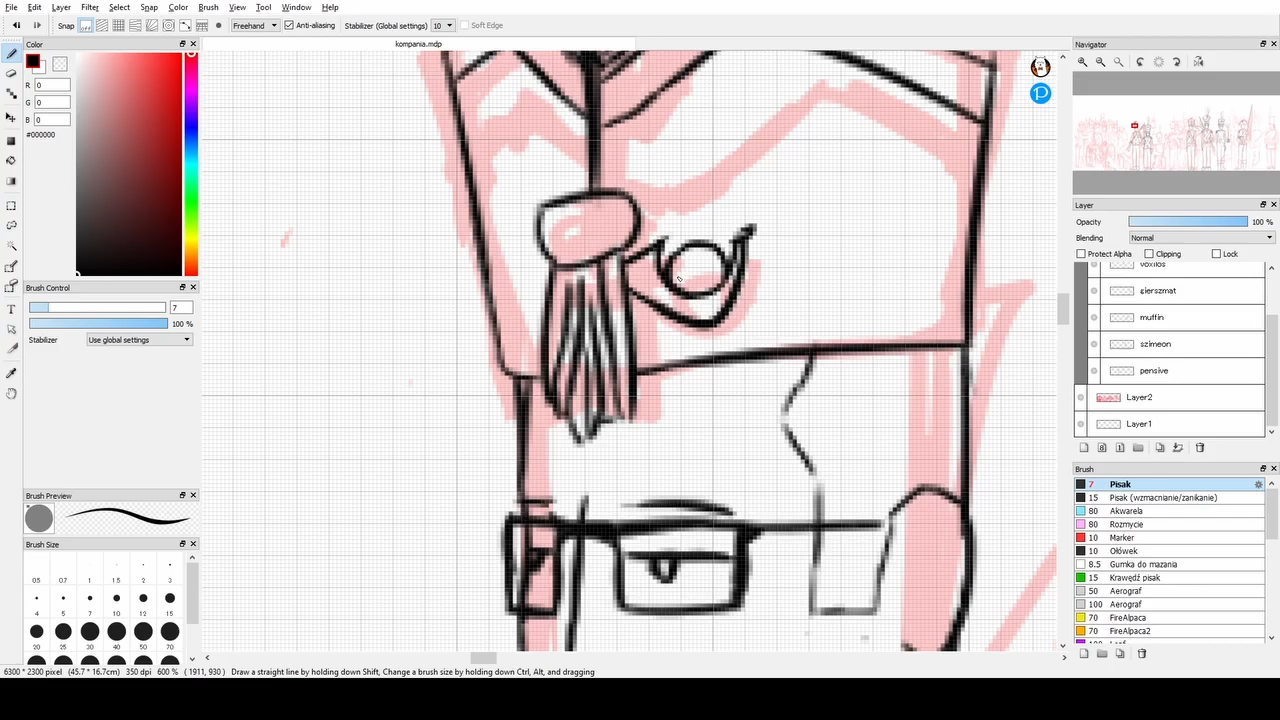 File Edit Layer Filter Select Snap Color Brush View Tool Window Help
Snap off Freehand Anti-aliasing Stabilizer (Global settings) 10 Soft Edge
Color
kompania.mdp
R 0
G 0
B 0
#000000
Brush Control
7
100 %
Stabilizer Use global settings
Brush Preview
Brush Size
0.5 0.7 1 1.5 2 3
4 5 7 10 12 15
20 25 30 40 50 70
Navigator
Layer
Opacity 100 %
Blending Normal
Protect Alpha Clipping Lock
voxilos
pierszmat
muffin
szimeon
pensive
Layer2
Layer1
Brush
7 Pisak
15 Pisak (wzmacnianie/zanikanie)
80 Akwarela
80 Rozmycie
10 Marker
Ołówek
8.5 Gumka do mazania
1 Krawędź pisak
50 Aerograf
100 Aerograf
70 FireAlpaca
70 FireAlpaca2
6300 * 2300 pixel (45.7 * 16.7cm) 350 dpi 600 % ( 1911, 930 ) Draw a straight line by holding down Shift, Change a brush size by holding down Ctrl, Alt, and dragging